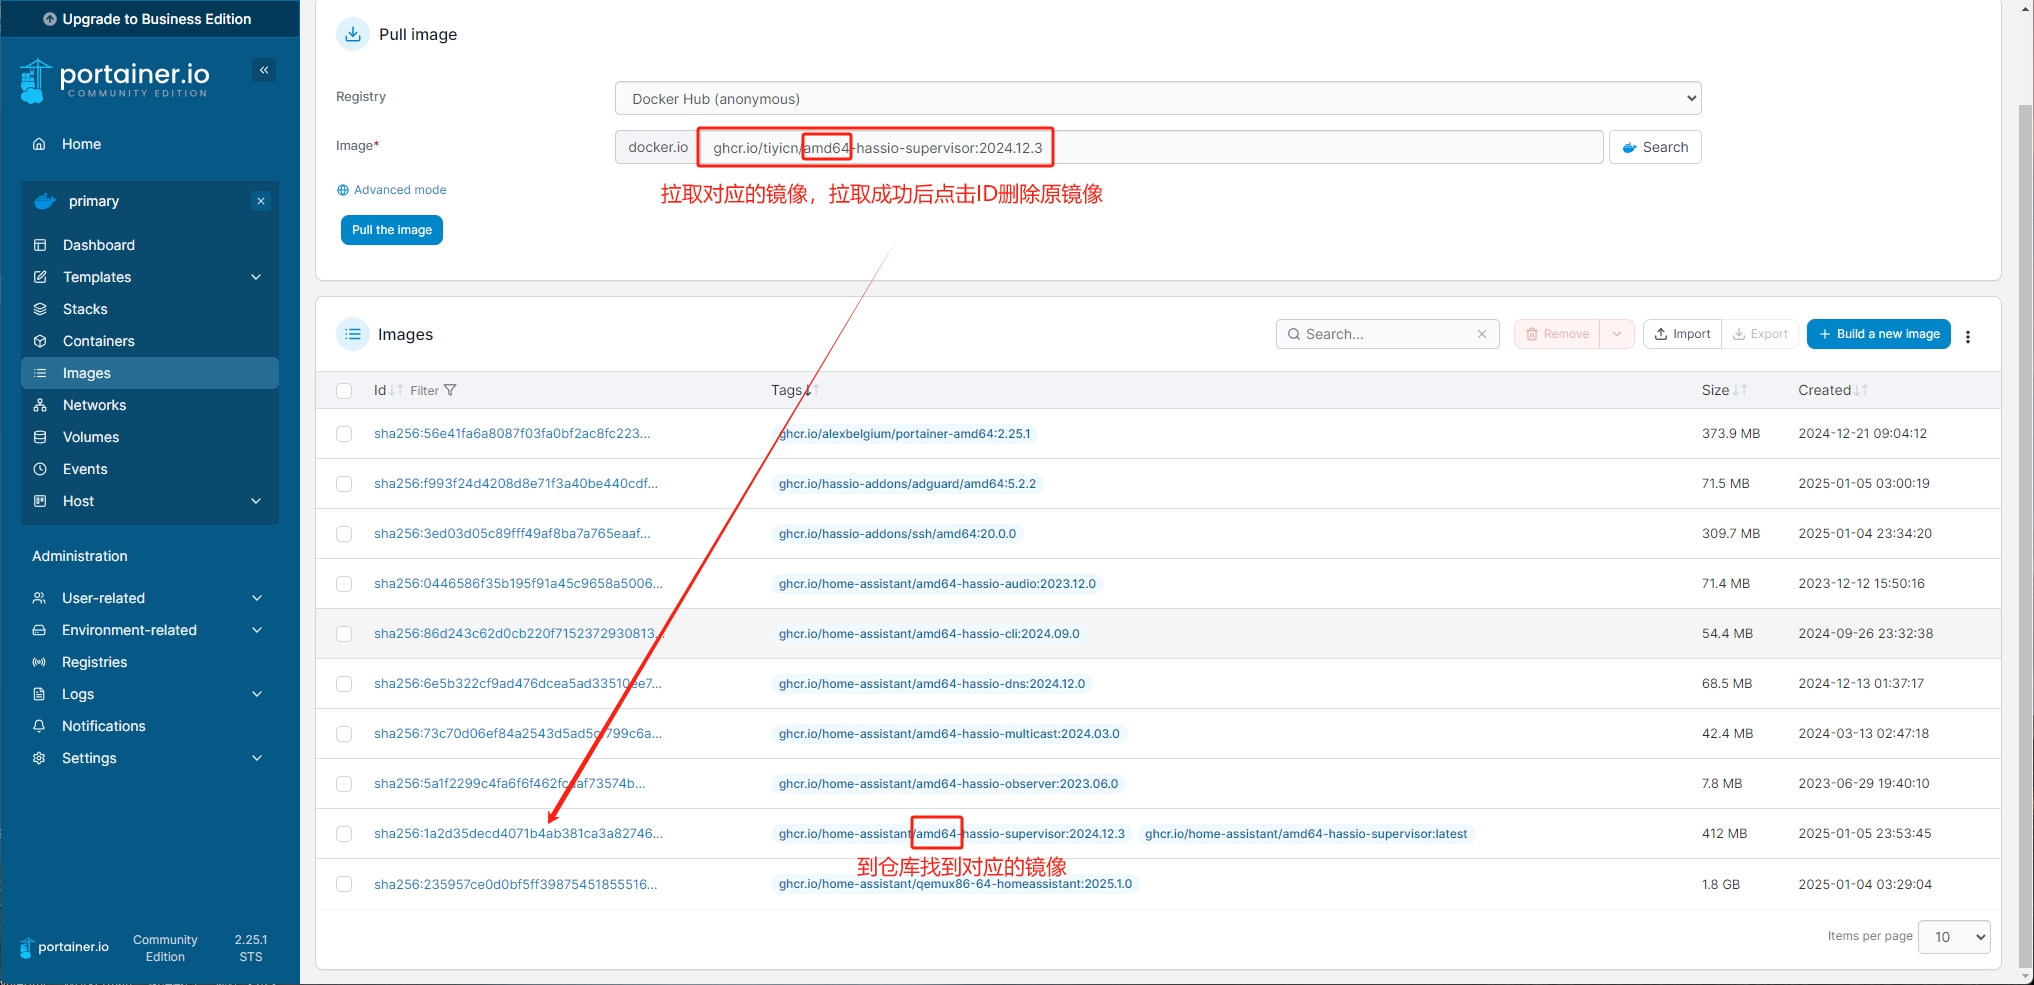 Upgrade to Business Edition
portainer.io
COMMUNITY EDITION
Home
primary
Dashboard
Templates
Stacks
Containers
Images
Networks
Volumes
Events
Host
Administration
User-related
Environment-related
Registries
Logs
Notifications
Settings
portainer.io
Community Edition
2.25.1 STS
Pull image
Registry
Docker Hub (anonymous)
Image*
docker.io
ghcr.io/tiyicn/amd64-hassio-supervisor:2024.12.3
Search
拉取对应的镜像，拉取成功后点击ID删除原镜像
Advanced mode
Pull the image
Images
Search...
Remove
Import
Export
Build a new image
Id Filter Tags Size Created
sha256:56e41fa6a8087f03fa0bf2ac8fc223... ghcr.io/alexbelgium/portainer-amd64:2.25.1 373.9 MB 2024-12-21 09:04:12
sha256:f993f24d4208d8e71f3a40be440cdf... ghcr.io/hassio-addons/adguard/amd64:5.2.2 71.5 MB 2025-01-05 03:00:19
sha256:3ed03d05c89fff49af8ba7a765eaaf... ghcr.io/hassio-addons/ssh/amd64:20.0.0 309.7 MB 2025-01-04 23:34:20
sha256:0446586f35b195f91a45c9658a5006... ghcr.io/home-assistant/amd64-hassio-audio:2023.12.0 71.4 MB 2023-12-12 15:50:16
sha256:86d243c62d0cb220f7152372930813... ghcr.io/home-assistant/amd64-hassio-cli:2024.09.0 54.4 MB 2024-09-26 23:32:38
ghcr.io/home-assistant/amd64-hassio-dns:2024.12.0 68.5 MB 2024-12-13 01:37:17
ghcr.io/home-assistant/amd64-hassio-multicast:2024.03.0 42.4 MB 2024-03-13 02:47:18
ghcr.io/home-assistant/amd64-hassio-observer:2023.06.0 7.8 MB 2023-06-29 19:40:10
sha256:1a2d35decd4071b4ab381ca3a82746... ghcr.io/home-assistant/amd64-hassio-supervisor:2024.12.3 ghcr.io/home-assistant/amd64-hassio-supervisor:latest 412 MB 2025-01-05 23:53:45
到仓库找到对应的镜像
sha256:235957ce0d0bf5ff39875451855516... ghcr.io/home-assistant/qemux86-64-homeassistant:2025.1.0 1.8 GB 2025-01-04 03:29:04
Items per page 10